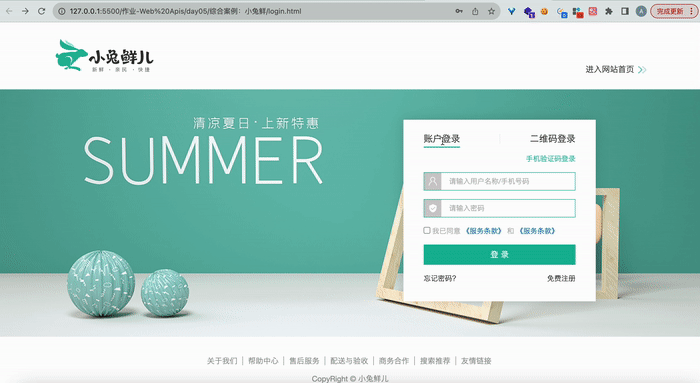 127.0.0.1:5500/作业-Web%20Apis/day05/综合案例：小兔鲜儿/login.html
完成更新
小兔鲜儿
新鲜 · 亲民 · 快捷
进入网站首页
清凉夏日·上新特惠
SUMMER
账户登录
二维码登录
手机验证码登录
请输入用户名称/手机号码
请输入密码
我已同意 《服务条款》 和 《服务条款》
登 录
忘记密码?
免费注册
关于我们 | 帮助中心 | 售后服务 | 配送与验收 | 商务合作 | 搜索推荐 | 友情链接
CopyRight © 小兔鲜儿